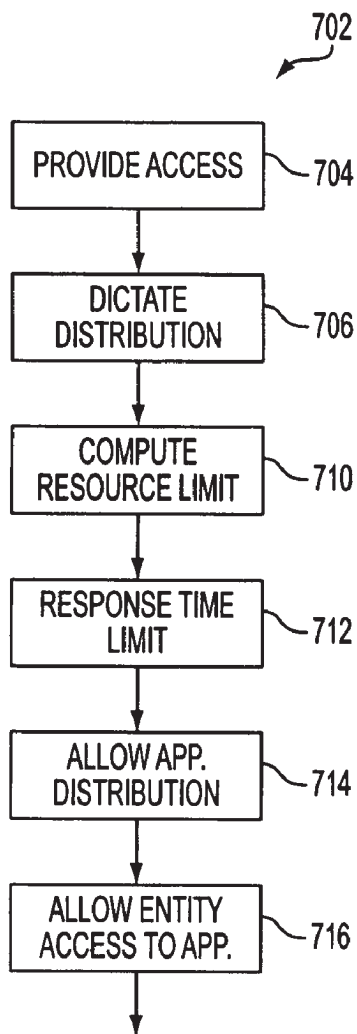 702
PROVIDE ACCESS
704
DICTATE
DISTRIBUTION
706
COMPUTE
RESOURCE LIMIT
710
RESPONSE TIME
LIMIT
712
ALLOW APP.
DISTRIBUTION
714
ALLOW ENTITY
ACCESS TO APP.
716